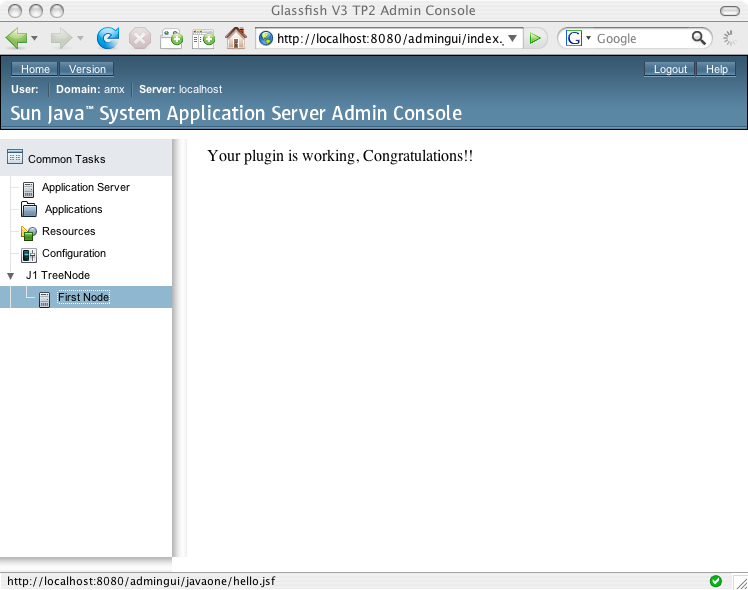 Glassfish V3 TP2 Admin Console
http://localhost:8080/admingui/index.
G Google
Home Version Logout Help
User: Domain: amx Server: localhost
Sun Java™ System Application Server Admin Console
Common Tasks
Application Server
Applications
Resources
Configuration
J1 TreeNode
First Node
Your plugin is working, Congratulations!!
http://localhost:8080/admingui/javaone/hello.jsf